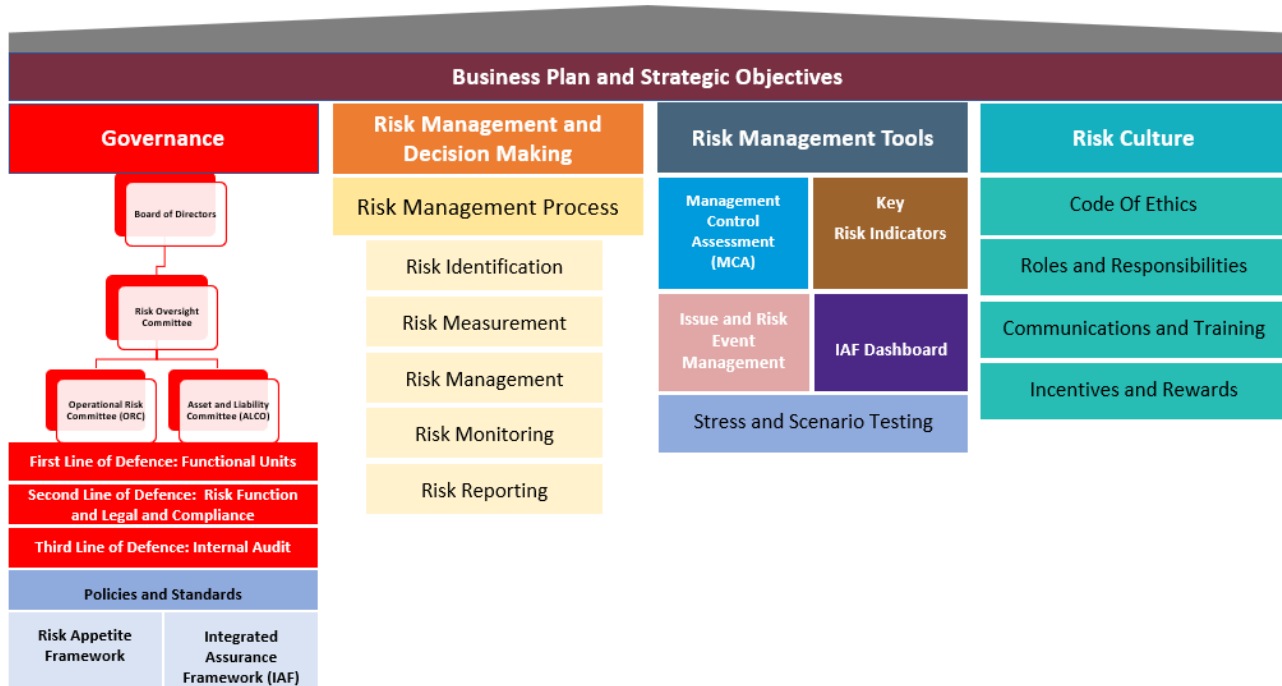 Business Plan and Strategic Objectives
Governance
Board of Directors
Risk Oversight
Committee
Operational Risk
Committee (ORC)
Asset and Liability
Committee (ALCO)
First Line of Defence: Functional Units
Second Line of Defence:  Risk Function
and Legal and Compliance
Third Line of Defence: Internal Audit
Policies and Standards
Risk Appetite
Framework
Integrated
Assurance
Framework (IAF)
Risk Management and
Decision Making
Risk Management Process
Risk Identification
Risk Measurement
Risk Management
Risk Monitoring
Risk Reporting
Risk Management Tools
Management
Control
Assessment
(MCA)
Key
Risk Indicators
Issue and Risk
Event
Management
IAF Dashboard
Stress and Scenario Testing
Risk Culture
Code Of Ethics
Roles and Responsibilities
Communications and Training
Incentives and Rewards